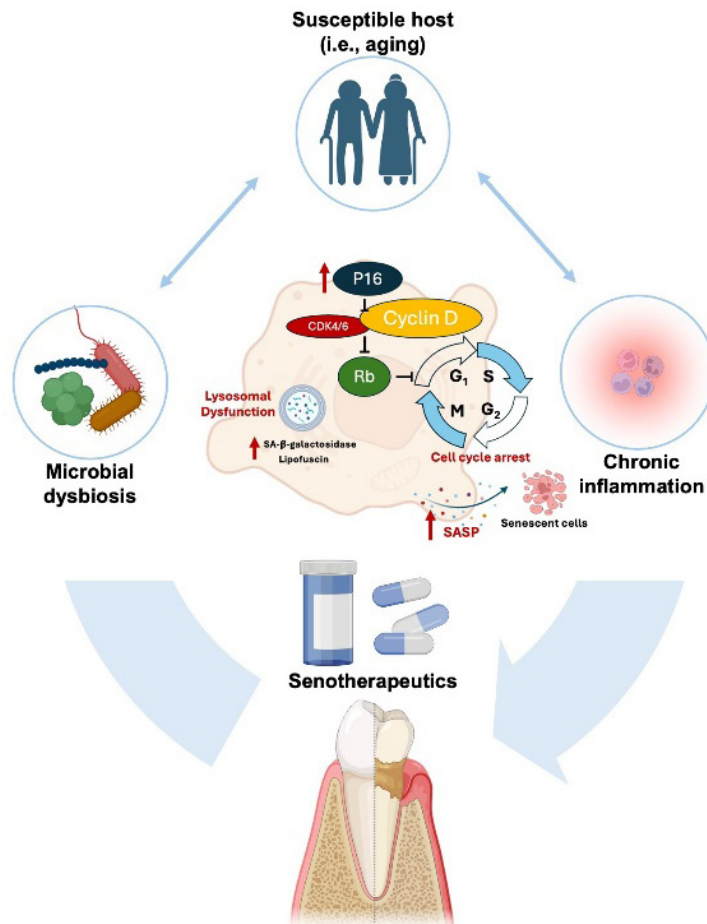 Susceptible host
(i.e., aging)
P16
CDK4/6
Cyclin D
Rb
G₁
S
M
G₂
Lysosomal
Dysfunction
SA-β-galactosidase
Lipofuscin
Cell cycle arrest
SASP
Senescent cells
Microbial
dysbiosis
Chronic
inflammation
Senotherapeutics